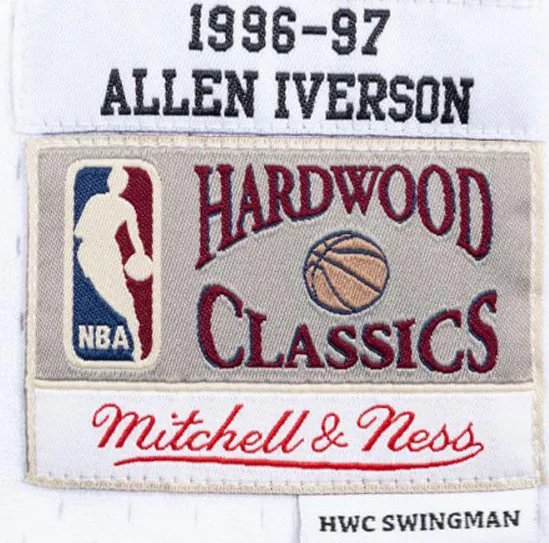 1996-97
ALLEN IVERSON
HARDWOOD
CLASSICS
NBA
Mitchell & Ness
HWC SWINGMAN